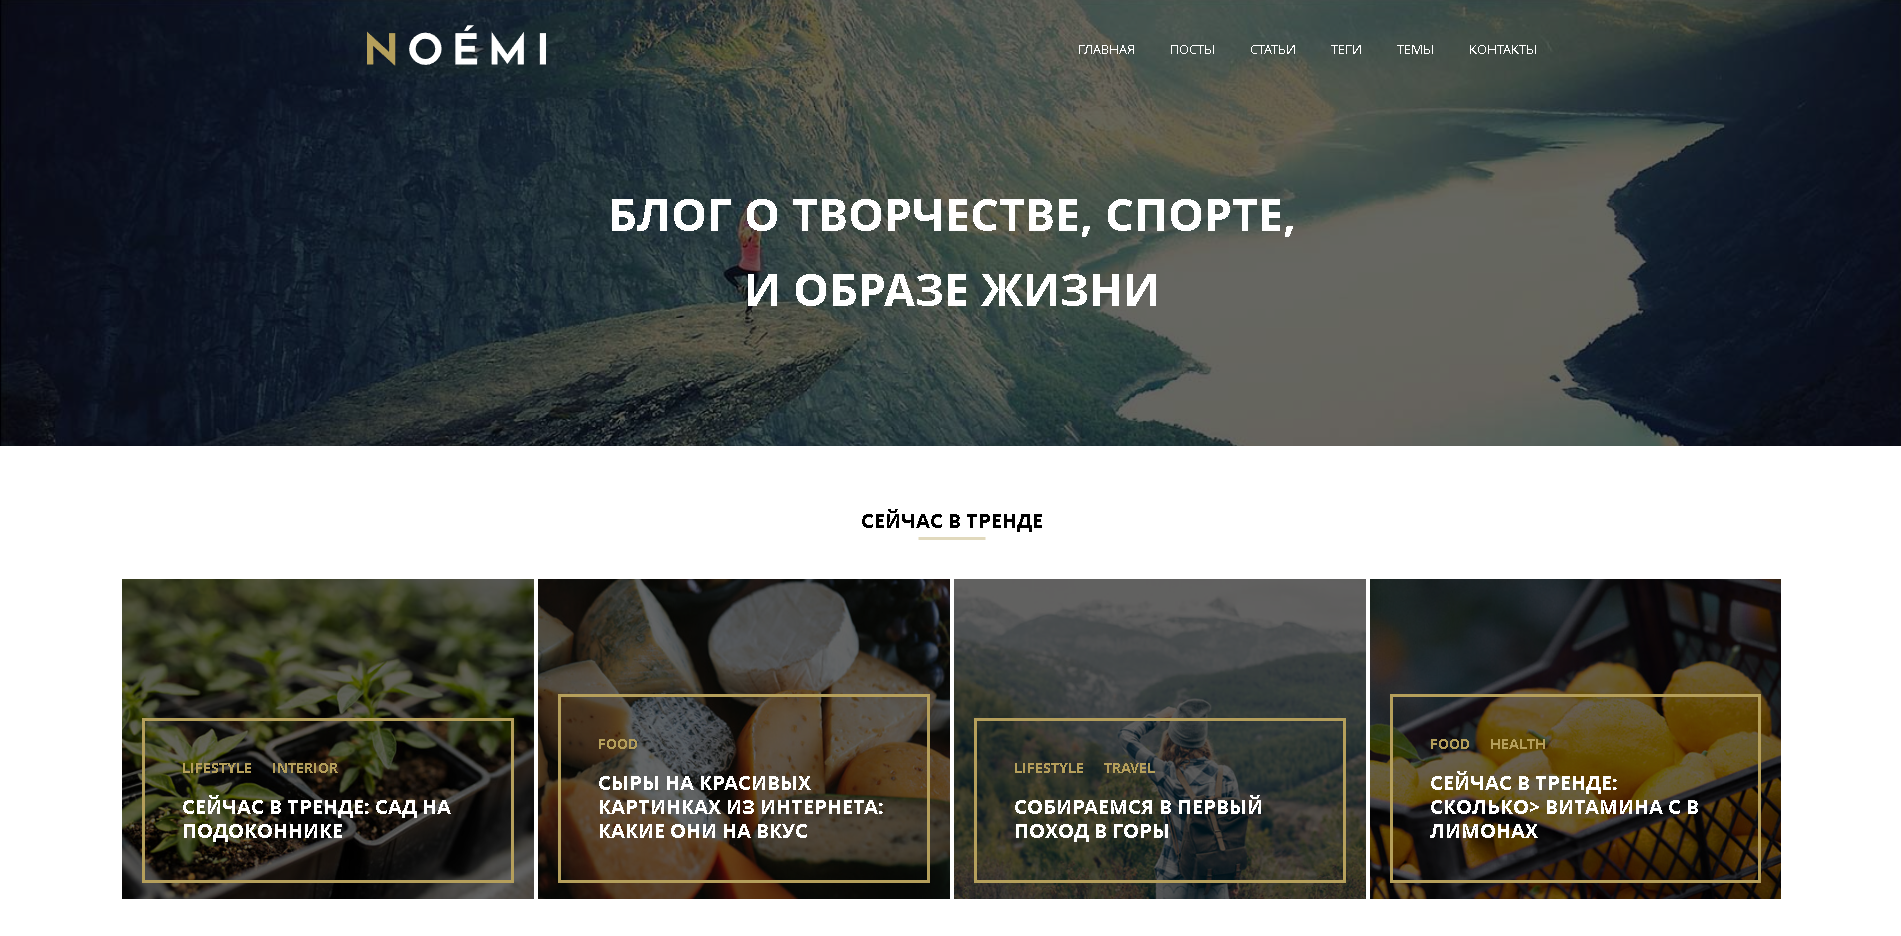 NOÉMI
ГЛАВНАЯ ПОСТЫ СТАТЬИ ТЕГИ ТЕМЫ КОНТАКТЫ
БЛОГ О ТВОРЧЕСТВЕ, СПОРТЕ,
И ОБРАЗЕ ЖИЗНИ
СЕЙЧАС В ТРЕНДЕ
LIFESTYLE INTERIOR
СЕЙЧАС В ТРЕНДЕ: САД НА
ПОДОКОННИКЕ
FOOD
СЫРЫ НА КРАСИВЫХ
КАРТИНКАХ ИЗ ИНТЕРНЕТА:
КАКИЕ ОНИ НА ВКУС
LIFESTYLE TRAVEL
СОБИРАЕМСЯ В ПЕРВЫЙ
ПОХОД В ГОРЫ
FOOD HEALTH
СЕЙЧАС В ТРЕНДЕ:
СКОЛЬКО> ВИТАМИНА С В
ЛИМОНАХ